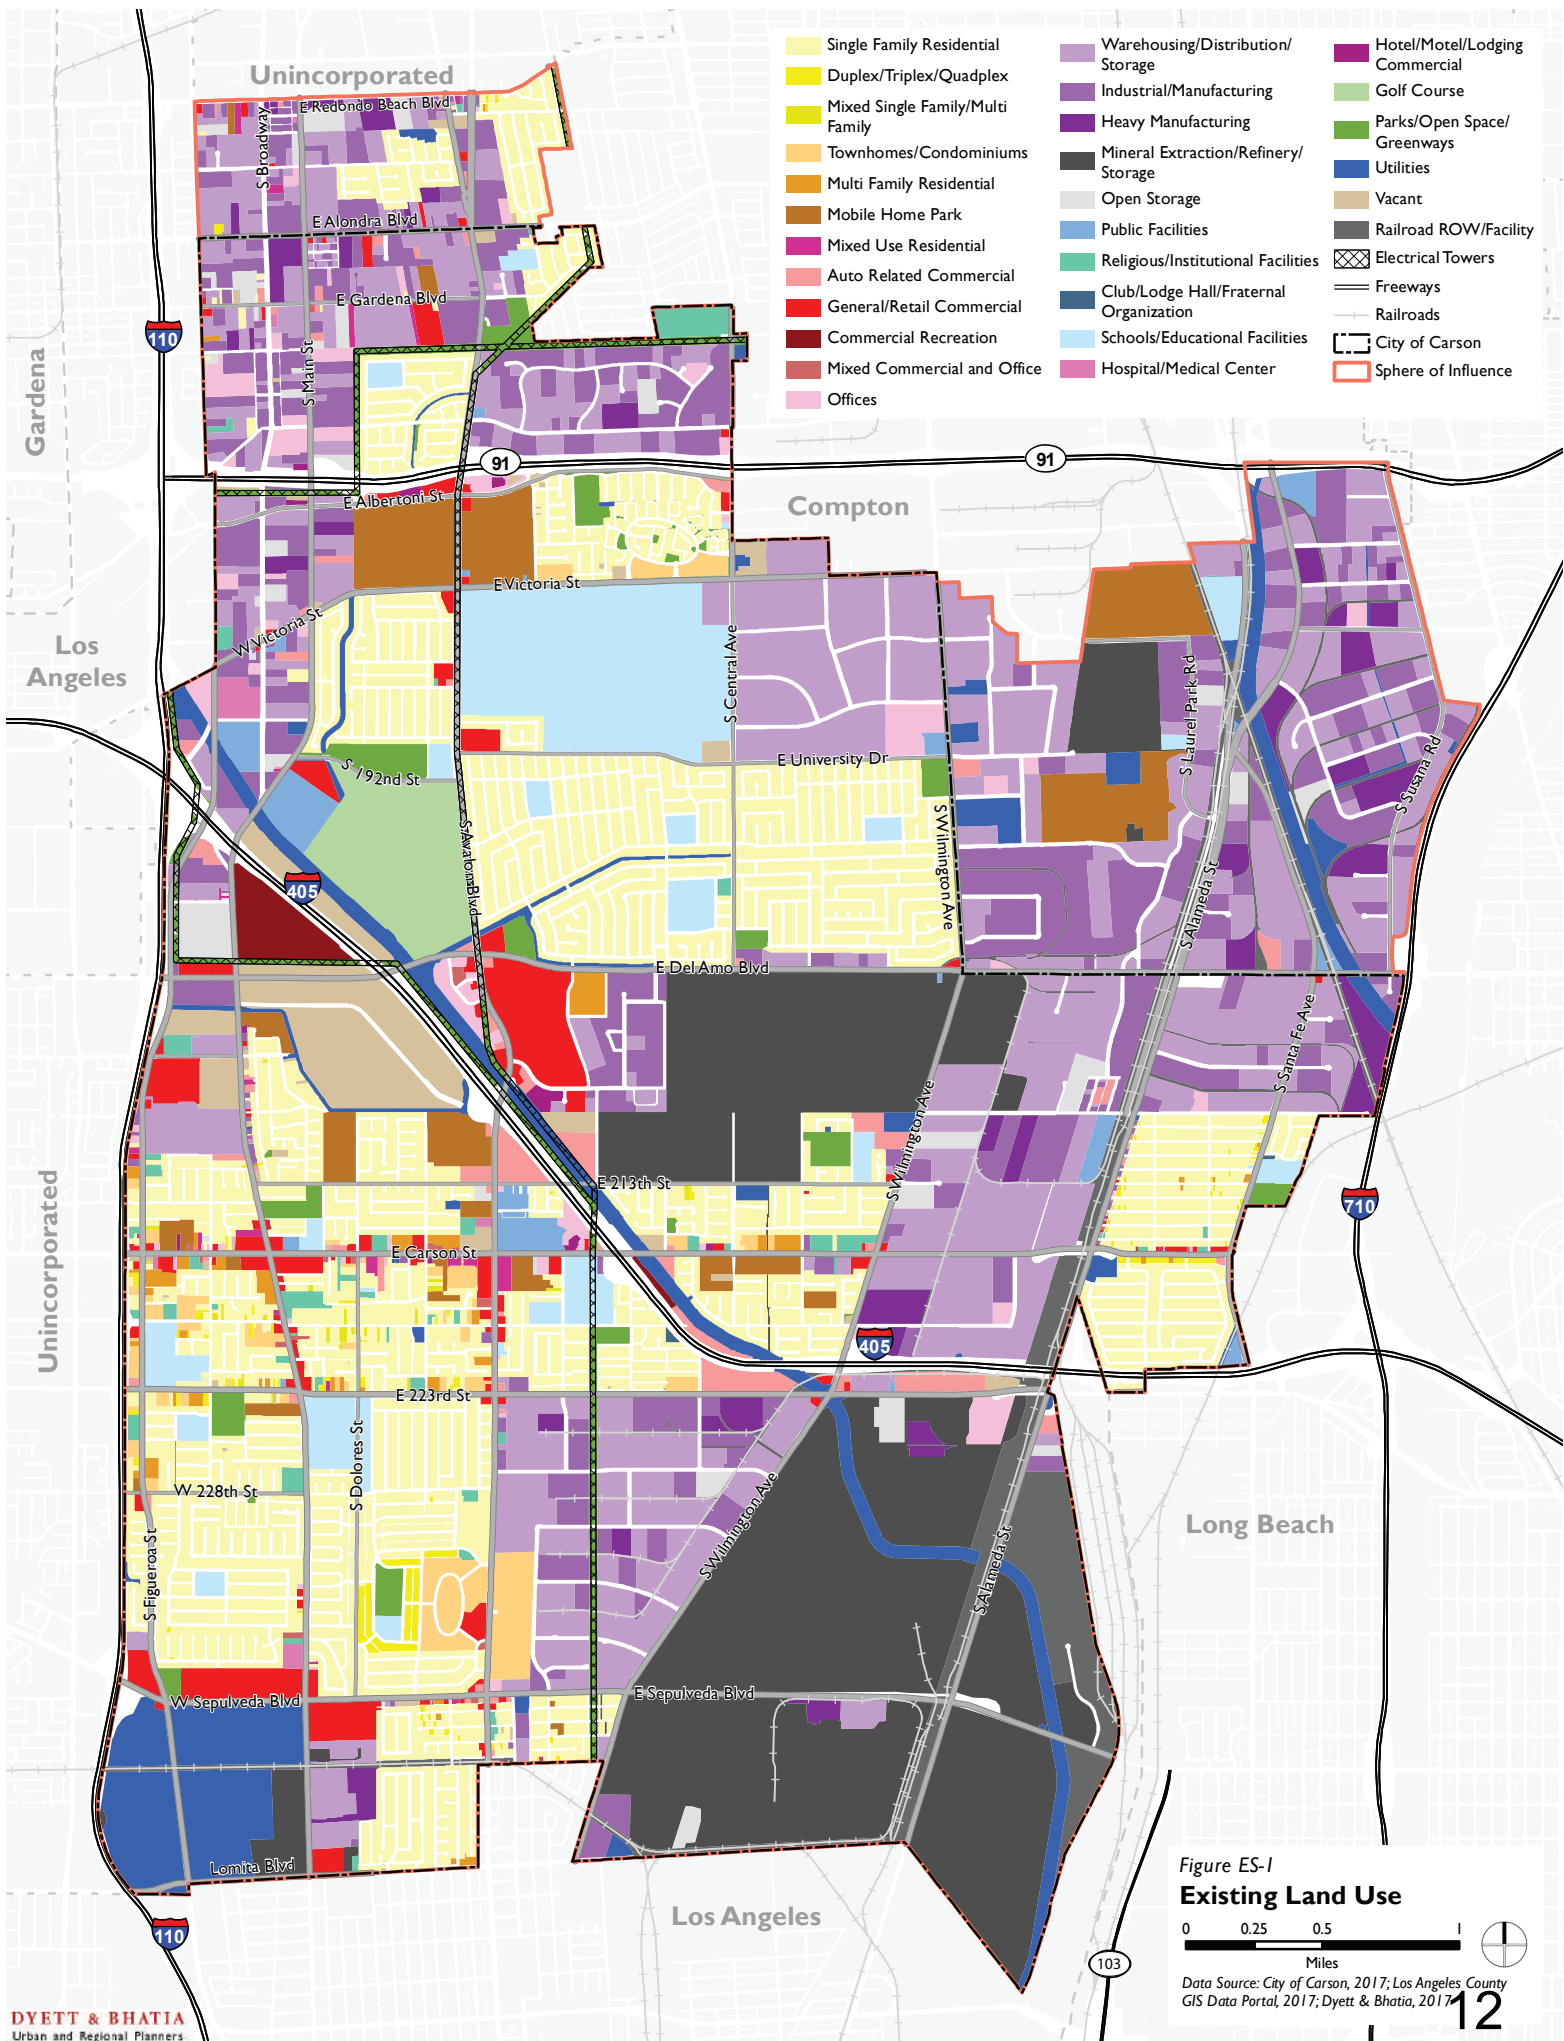 Single Family Residential
Duplex/Triplex/Quadplex
Mixed Single Family/Multi
Family
Townhomes/Condominiums
Multi Family Residential
Mobile Home Park
Mixed Use Residential
Auto Related Commercial
General/Retail Commercial
Commercial Recreation
Mixed Commercial and Office
Offices
Warehousing/Distribution/
Storage
Industrial/Manufacturing
Heavy Manufacturing
Mineral Extraction/Refinery/
Storage
Open Storage
Public Facilities
Religious/Institutional Facilities
Club/Lodge Hall/Fraternal
Organization
Schools/Educational Facilities
Hospital/Medical Center
Hotel/Motel/Lodging
Commercial
Golf Course
Parks/Open Space/
Greenways
Utilities
Vacant
Railroad ROW/Facility
Electrical Towers
Freeways
Railroads
City of Carson
Sphere of Influence
Unincorporated
E Redondo Beach Blvd
S Broadway
E Alondra Blvd
E Gardena Blvd
110
S Main St
Gardena
91
91
E Albertoni St
Compton
E Victoria St
W Victoria St
Los
Angeles
S Central Ave
S Laurel Park Rd
E University Dr
S 192nd St
S Susana Rd
S Avalon Blvd
S Wilmington Ave
405
S Alameda St
E Del Amo Blvd
S Santa Fe Ave
S Wilmington Ave
E 213th St
710
Unincorporated
E Carson St
405
E 223rd St
S Dolores St
W 228th St
S Wilmington Ave
Long Beach
S Figueroa St
S Alameda St
W Sepulveda Blvd
E Sepulveda Blvd
Lomita Blvd
Los Angeles
110
103
Figure ES-1
Existing Land Use
0 0.25 0.5 1
Miles
Data Source: City of Carson, 2017; Los Angeles County
GIS Data Portal, 2017; Dyett & Bhatia, 2017
12
DYETT & BHATIA
Urban and Regional Planners